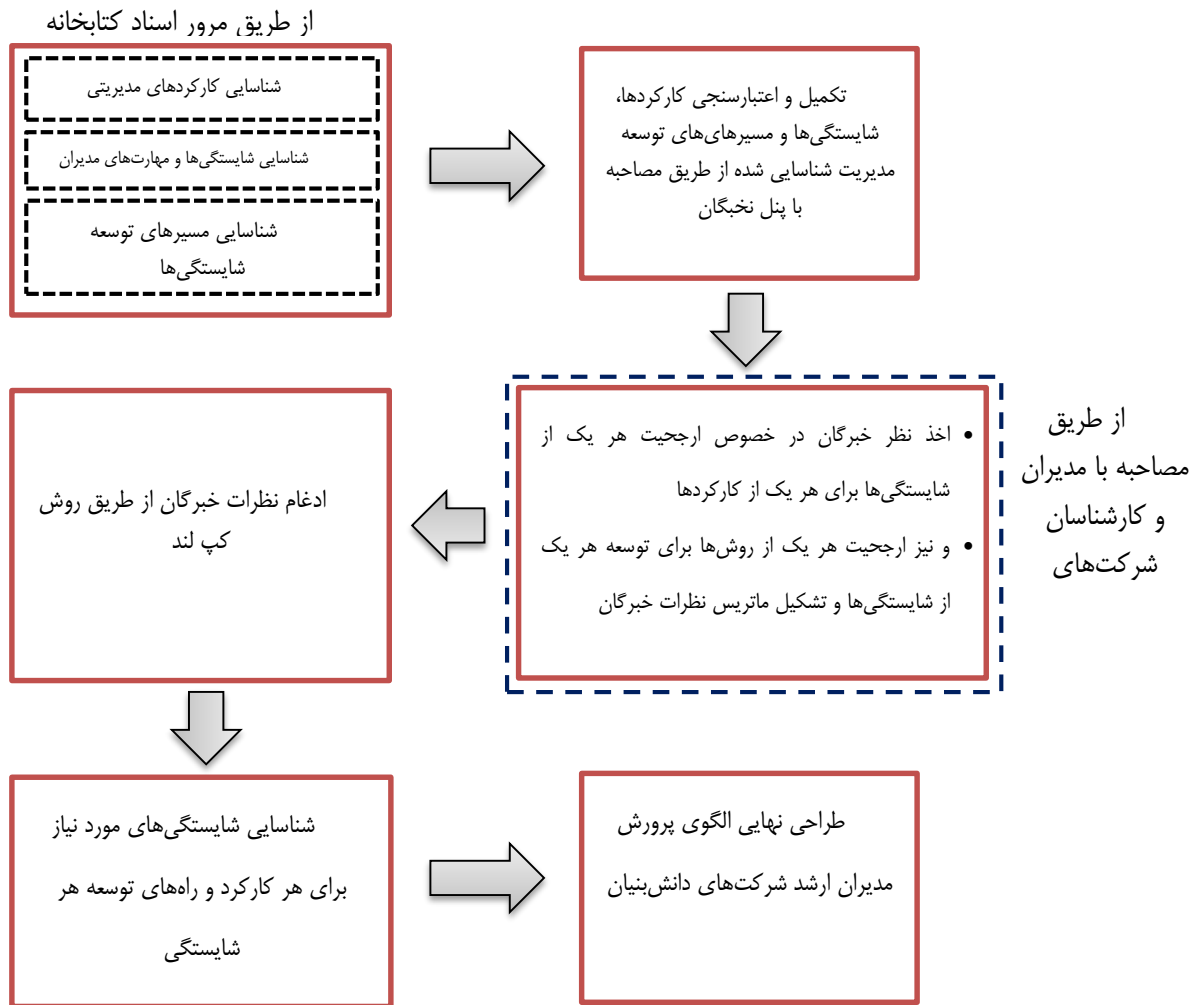 از طریق مرور اسناد کتابخانه
شناسایی کارکردهای مدیریتی
شناسایی شایستگی‌ها و مهارت‌های مدیران
شناسایی مسیرهای توسعه
شایستگی‌ها
تکمیل و اعتبارسنجی کارکردها،
شایستگی‌ها و مسیرهای‌های توسعه
مدیریت شناسایی شده از طریق مصاحبه
با پنل نخبگان
• اخذ نظر خبرگان در خصوص ارجحیت هر یک از
شایستگی‌ها برای هر یک از کارکردها
• و نیز ارجحیت هر یک از روش‌ها برای توسعه هر یک
از شایستگی‌ها و تشکیل ماتریس نظرات خبرگان
از طریق
مصاحبه با مدیران
و کارشناسان
شرکت‌های
ادغام نظرات خبرگان از طریق روش
کپ لند
شناسایی شایستگی‌های مورد نیاز
برای هر کارکرد و راه‌های توسعه هر
شایستگی
طراحی نهایی الگوی پرورش
مدیران ارشد شرکت‌های دانش‌بنیان